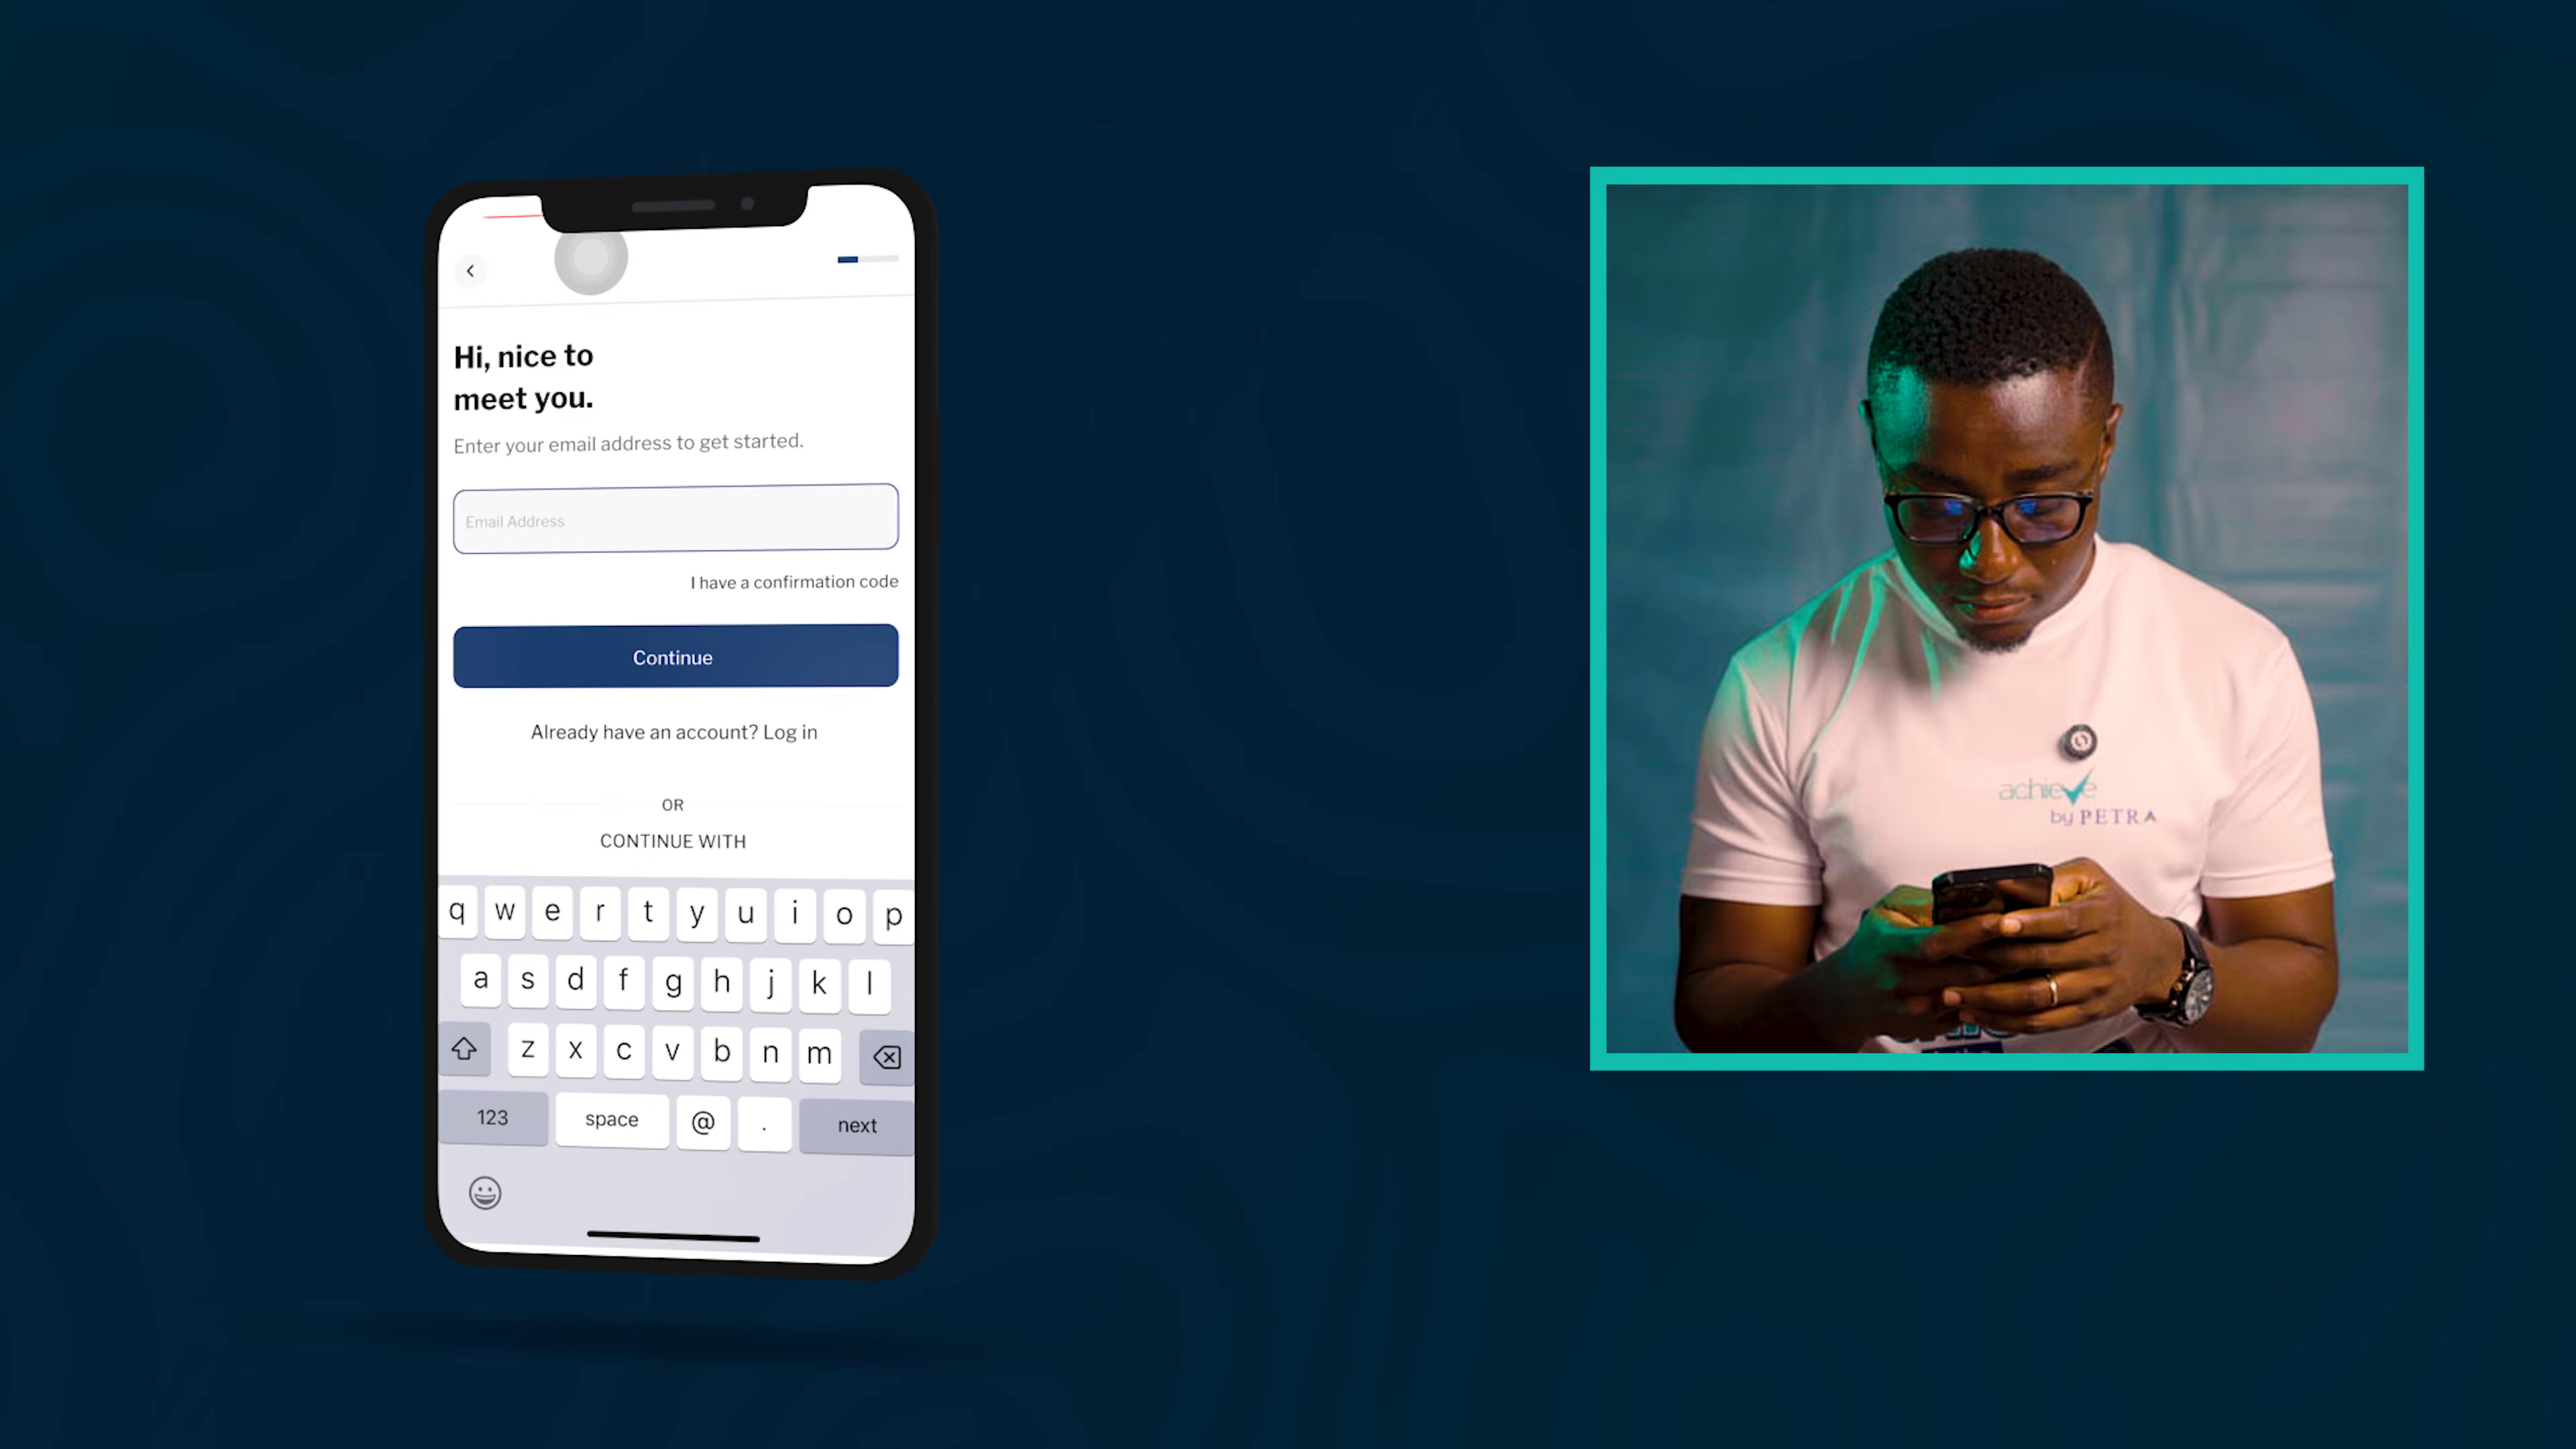 Hi, nice to
meet you.
Enter your email address to get started.
Email Address
I have a confirmation code
Continue
Already have an account? Log in
OR
CONTINUE WITH
q w e r t y u i o p
a s d f g h j k l
z x c v b n m
123 space @ . next
achieve
by PETRA